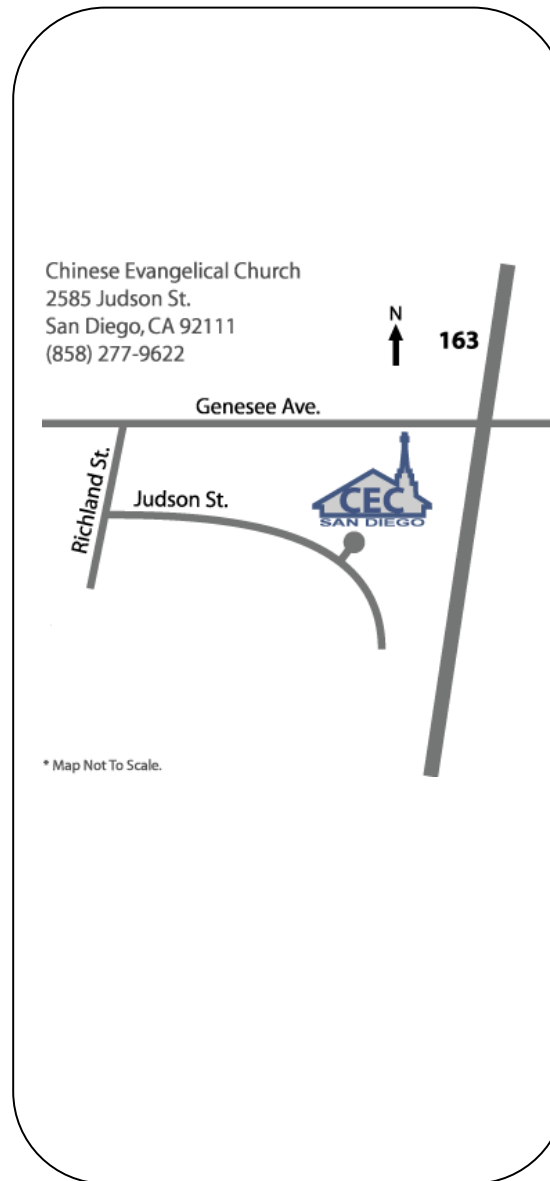 Chinese Evangelical Church
2585 Judson St.
San Diego, CA 92111
(858) 277-9622
N
163
Genesee Ave.
Richland St.
Judson St.
CEC
SAN DIEGO
* Map Not To Scale.